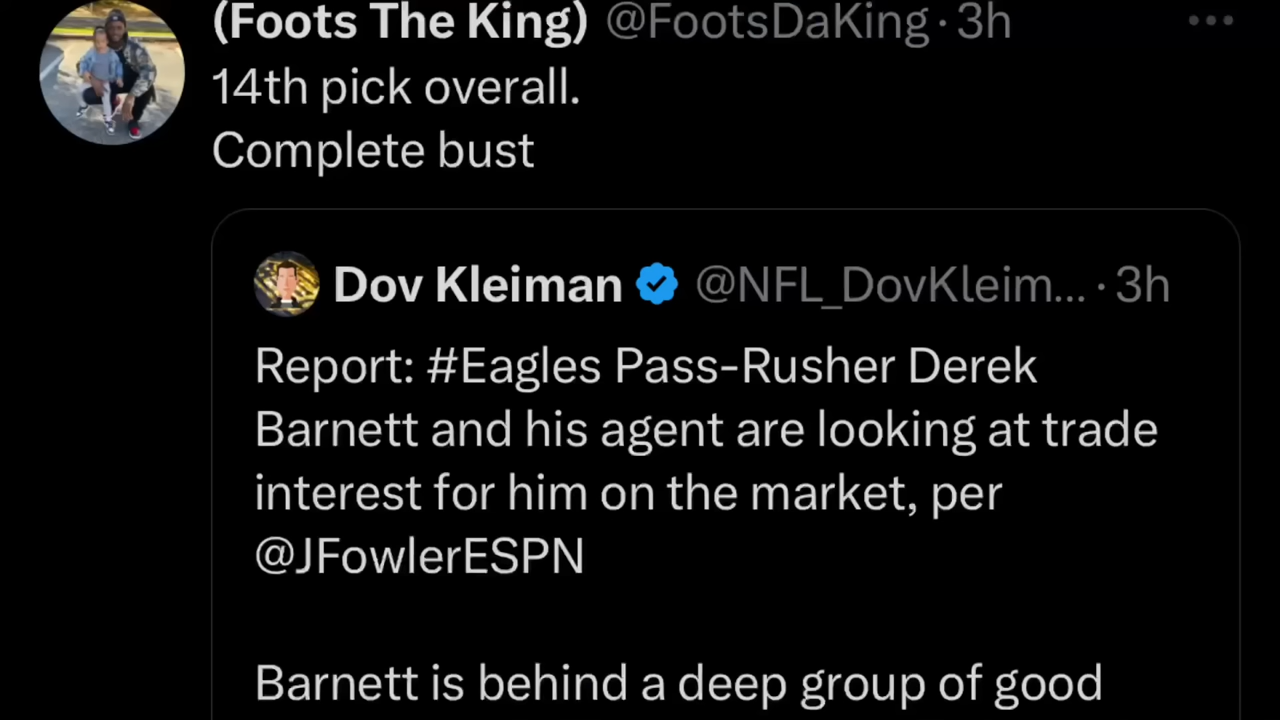 (Foots The King) @FootsDaKing · 3h
14th pick overall.
Complete bust
Dov Kleiman @NFL_DovKleim... · 3h
Report: #Eagles Pass-Rusher Derek
Barnett and his agent are looking at trade
interest for him on the market, per
@JFowlerESPN
Barnett is behind a deep group of good